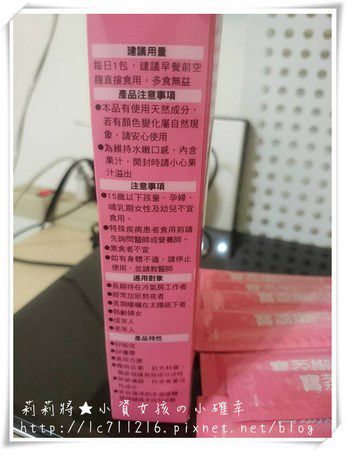 建議用量
每日1包，建議早餐前空
腹直接食用，多食無益
產品注意事項
●本品有使用天然成分，
若有顏色變化屬自然現
象，請安心使用
●為維持水嫩口感，內含
果汁，開封時請小心果
汁溢出
注意事項
●15歲以下孩童、孕婦、
哺乳期女性及幼兒不宜
食用。
●特殊疾病患者食用前請
先詢問醫師或營養師。
●素食者不宜
●如有身體不適，請停止
使用，並請教醫師
適用對象
●長期待在冷氣房工作者
●經常加班熬夜者
●長期曝曬在太陽底下者
●熟齡婦女
●成年人
●老年人
產品特性
●好吸收
●好攜帶
●食用方便
莉莉將★小資女孩の小確幸
http://lc711216.pixnet.net/blog